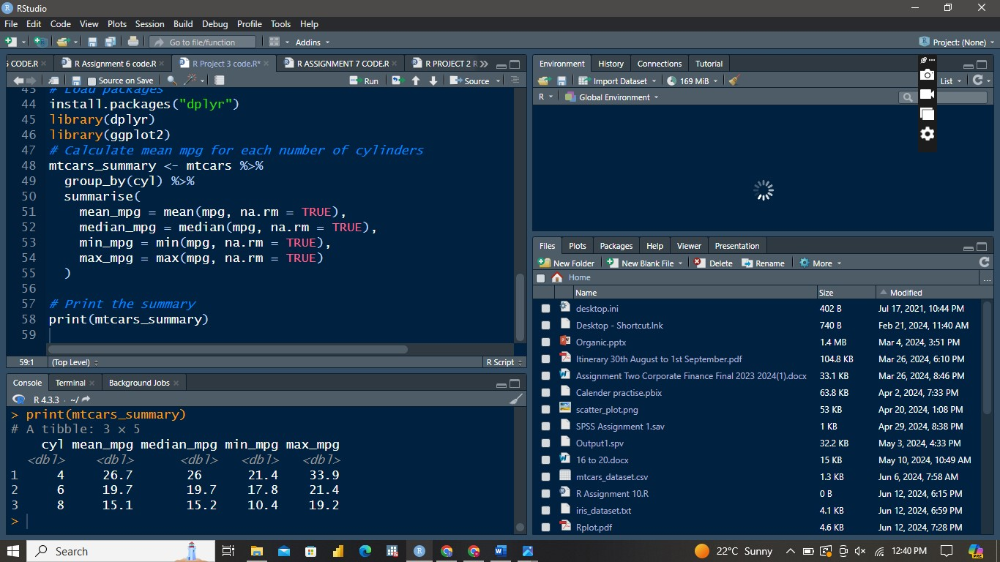 RStudio
File Edit Code View Plots Session Build Debug Profile Tools Help
Go to file/function Addins Project: (None)
5 CODE.R R Assignment 6 code.R R Project 3 code.R* R ASSIGNMENT 7 CODE.R R PROJECT 2 R
Source on Save Run Source
43 # Load packages
44 install.packages("dplyr")
45 library(dplyr)
46 library(ggplot2)
47 # Calculate mean mpg for each number of cylinders
48 mtcars_summary <- mtcars %>%
49 group_by(cyl) %>%
50 summarise(
51 mean_mpg = mean(mpg, na.rm = TRUE),
52 median_mpg = median(mpg, na.rm = TRUE),
53 min_mpg = min(mpg, na.rm = TRUE),
54 max_mpg = max(mpg, na.rm = TRUE)
55 )
56
57 # Print the summary
58 print(mtcars_summary)
59
59:1 (Top Level) R Script
Console Terminal Background Jobs
R 4.3.3 . ~/
> print(mtcars_summary)
# A tibble: 3 × 5
cyl mean_mpg median_mpg min_mpg max_mpg
<dbl> <dbl> <dbl> <dbl> <dbl>
1 4 26.7 26 21.4 33.9
2 6 19.7 19.7 17.8 21.4
3 8 15.1 15.2 10.4 19.2
>
Environment History Connections Tutorial
Import Dataset 169 MiB List
R Global Environment
Files Plots Packages Help Viewer Presentation
New Folder New Blank File Delete Rename More
Home ...
Name Size Modified
desktop.ini 402 B Jul 17, 2021, 10:44 PM
Desktop - Shortcut.lnk 740 B Feb 21, 2024, 11:40 AM
Organic.pptx 1.4 MB Mar 4, 2024, 3:51 PM
Itinerary 30th August to 1st September.pdf 104.8 KB Mar 26, 2024, 6:10 PM
Assignment Two Corporate Finance Final 2023 2024(1).docx 33.1 KB Mar 26, 2024, 8:46 PM
Calender practise.pbix 63.8 KB Apr 2, 2024, 7:33 PM
scatter_plot.png 53 KB Apr 20, 2024, 1:08 PM
SPSS Assignment 1.sav 1 KB Apr 29, 2024, 8:38 PM
Output1.spv 32.2 KB May 3, 2024, 4:33 PM
16 to 20.docx 15 KB May 10, 2024, 10:49 AM
mtcars_dataset.csv 1.3 KB Jun 6, 2024, 7:58 AM
R Assignment 10.R 0 B Jun 12, 2024, 6:15 PM
iris_dataset.txt 4.1 KB Jun 12, 2024, 6:59 PM
Rplot.pdf 4.6 KB Jun 12, 2024, 7:28 PM
Search 22°C Sunny 12:40 PM PRE